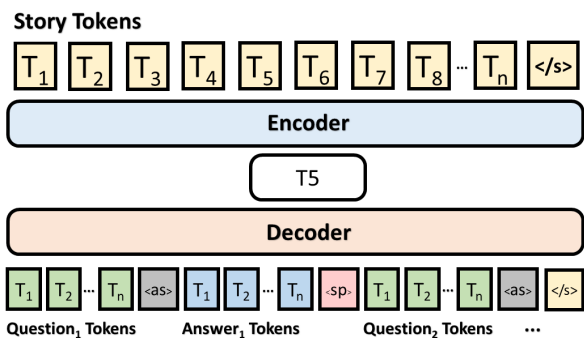 Story Tokens
T1 T2 T3 T4 T5 T6 T7 T8 ... Tn </s>
Encoder
T5
Decoder
T1 T2 ... Tn <as> T1 T2 ... Tn <sp> T1 T2 ... Tn <as> </s>
Question1 Tokens Answer1 Tokens Question2 Tokens ...